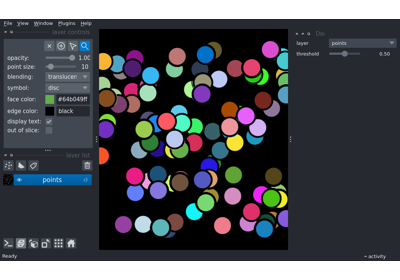 File View Window Plugins Help
layer controls
opacity: 1.00
point size: 10
blending: translucen
symbol: disc
face color: #64b049ff
edge color: black
display text: ✓
out of slice:
layer list
points
layer points
threshold 0.50
Ready
activity